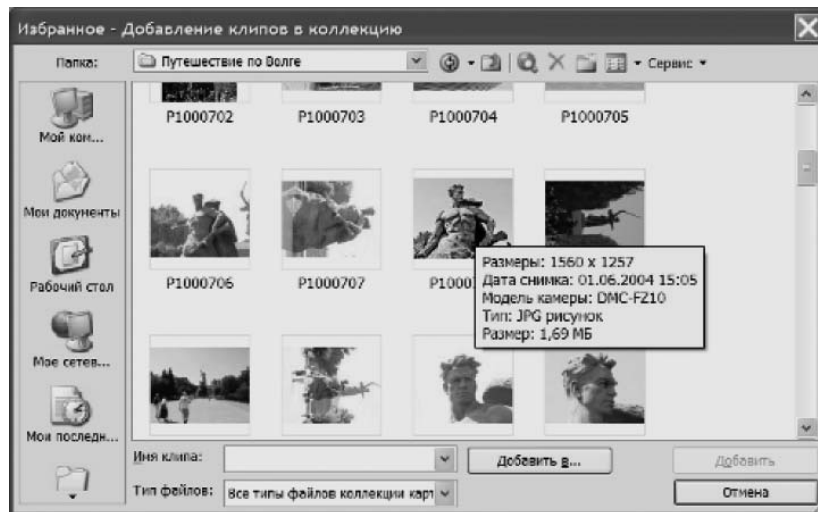 Избранное - Добавление клипов в коллекцию
Папка:
Путешествие по Волге
Сервис
Мой ком...
Мои документы
Рабочий стол
Мое сетев...
Мои последн...
P1000702
P1000703
P1000704
P1000705
P1000706
P1000707
P1000
Размеры: 1560 x 1257
Дата снимка: 01.06.2004 15:05
Модель камеры: DMC-FZ10
Тип: JPG рисунок
Размер: 1,69 МБ
Имя клипа:
Добавить в...
Добавить
Тип файлов:
Все типы файлов коллекции карт
Отмена